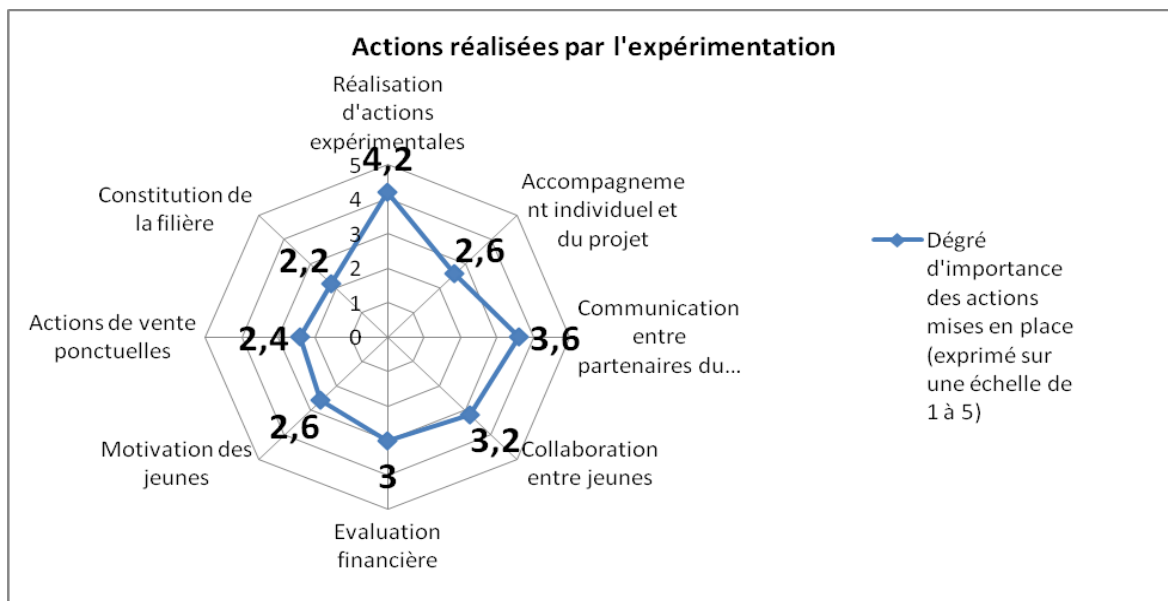 Actions réalisées par l'expérimentation
Réalisation
d'actions
expérimentales
4,2
5
4
3
2
1
0
Accompagneme
nt individuel et
du projet
2,6
Communication
entre
partenaires du...
3,6
Collaboration
entre jeunes
3,2
Evaluation
financière
3
Motivation des
jeunes
2,6
Actions de vente
ponctuelles
2,4
Constitution de
la filière
2,2
Dégré
d'importance
des actions
mises en place
(exprimé sur
une échelle de
1 à 5)